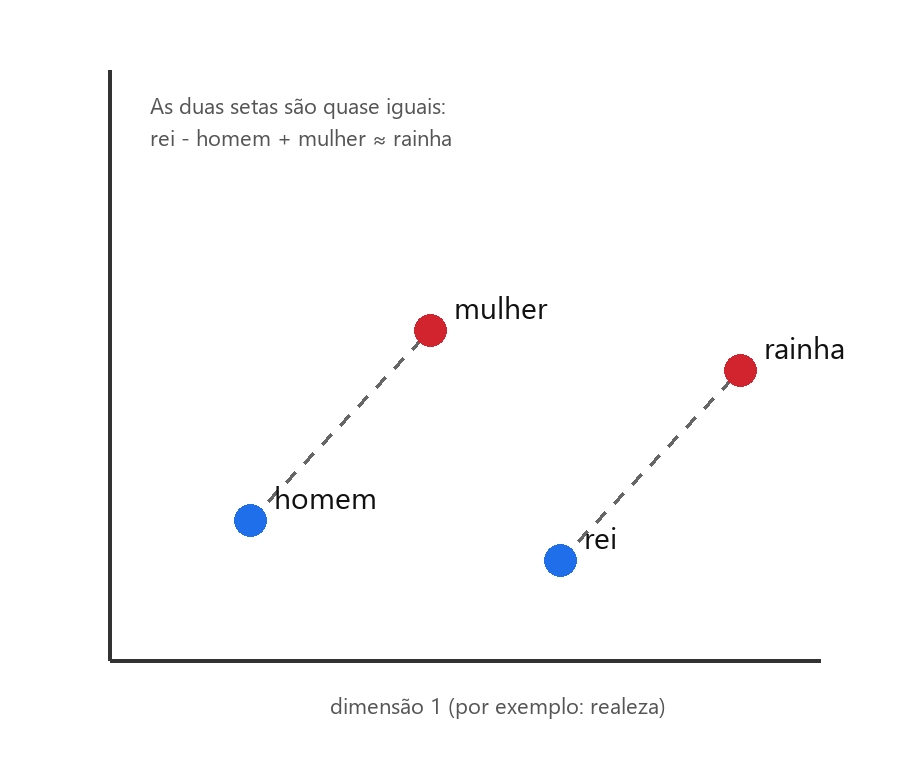 As duas setas são quase iguais:
rei - homem + mulher ≈ rainha
mulher
rainha
homem
rei
dimensão 1 (por exemplo: realeza)